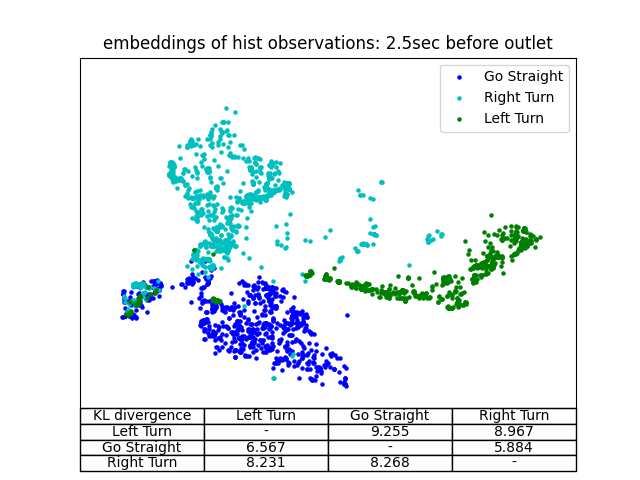 embeddings of hist observations: 2.5sec before outlet
Go Straight
Right Turn
Left Turn
KL divergence Left Turn Go Straight Right Turn
Left Turn - 9.255 8.967
Go Straight 6.567 - 5.884
Right Turn 8.231 8.268 -